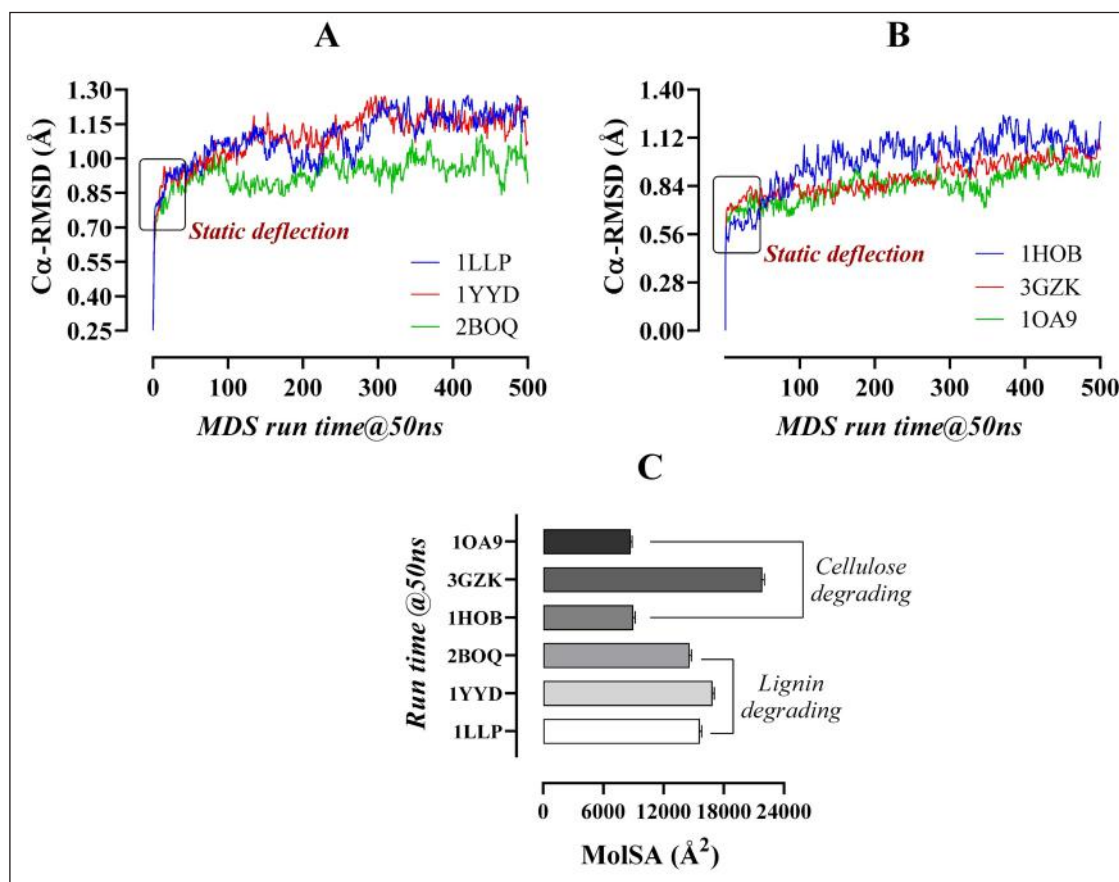 A
Cα-RMSD (Å)
1.30
1.15
1.00
0.85
0.70
0.55
0.40
0.25
Static deflection
1LLP
1YYD
2BOQ
0 100 200 300 400 500
MDS run time@50ns
B
Cα-RMSD (Å)
1.40
1.12
0.84
0.56
0.28
0.00
Static deflection
1HOB
3GZK
1OA9
100 200 300 400 500
MDS run time@50ns
C
Run time @50ns
1OA9
3GZK
1HOB
2BOQ
1YYD
1LLP
Cellulose
degrading
Lignin
degrading
0 6000 12000 18000 24000
MolSA (Å²)